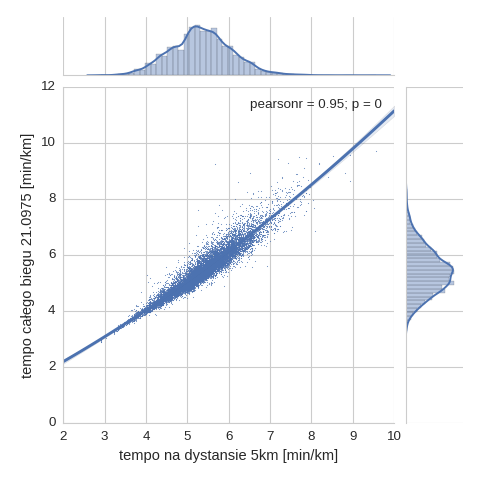 pearsonr = 0.95; p = 0
12
10
8
6
4
2
0
tempo całego biegu 21.0975 [min/km]
2 3 4 5 6 7 8 9 10
tempo na dystansie 5km [min/km]